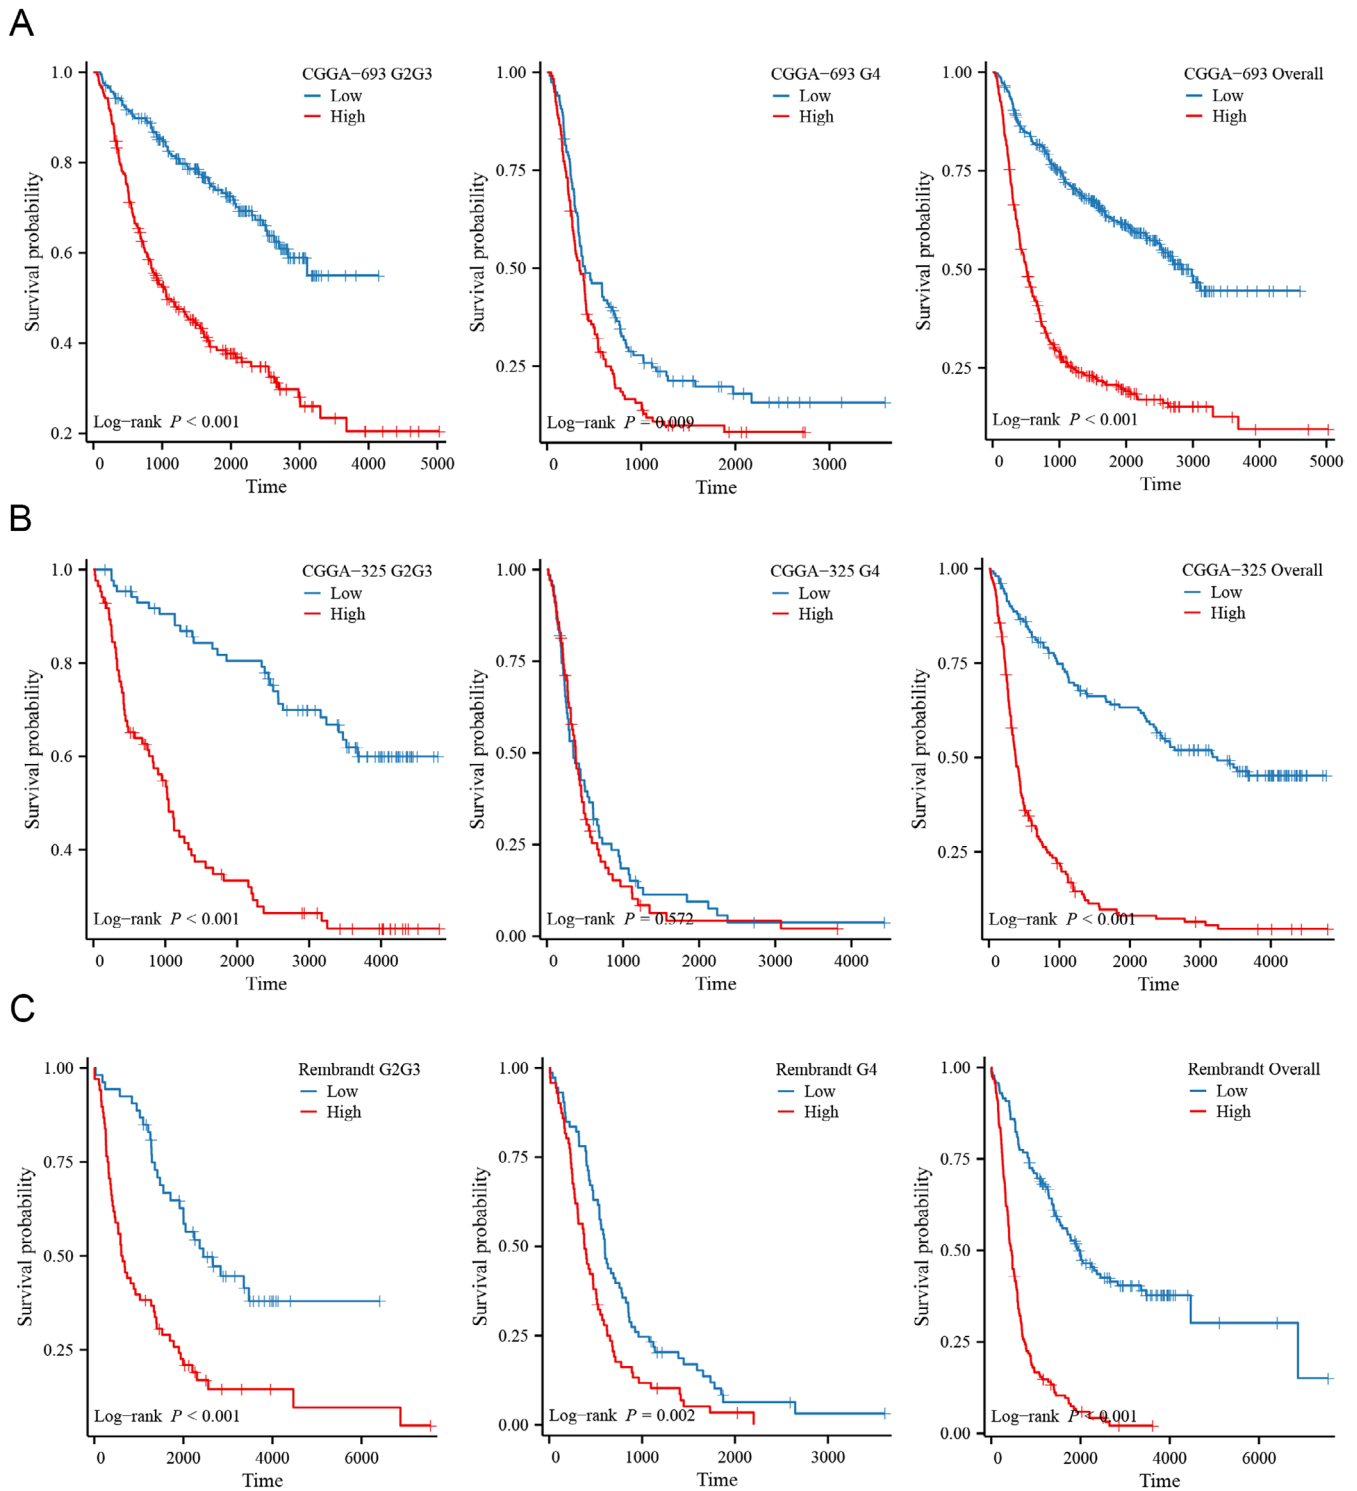 A
CGGA−693 G2G3
Low
High
Survival probability
1.0
0.8
0.6
0.4
0.2
Log−rank P < 0.001
0 1000 2000 3000 4000 5000
Time
CGGA−693 G4
Low
High
Survival probability
1.00
0.75
0.50
0.25
Log−rank P = 0.009
0 1000 2000 3000
Time
CGGA−693 Overall
Low
High
Survival probability
1.00
0.75
0.50
0.25
Log−rank P < 0.001
0 1000 2000 3000 4000 5000
Time
B
CGGA−325 G2G3
Low
High
Survival probability
1.0
0.8
0.6
0.4
Log−rank P < 0.001
0 1000 2000 3000 4000
Time
CGGA−325 G4
Low
High
Survival probability
1.00
0.75
0.50
0.25
0.00
Log−rank P = 0.572
0 1000 2000 3000 4000
Time
CGGA−325 Overall
Low
High
Survival probability
1.00
0.75
0.50
0.25
Log−rank P < 0.001
0 1000 2000 3000 4000
Time
C
Rembrandt G2G3
Low
High
Survival probability
1.00
0.75
0.50
0.25
Log−rank P < 0.001
0 2000 4000 6000
Time
Rembrandt G4
Low
High
Survival probability
1.00
0.75
0.50
0.25
0.00
Log−rank P = 0.002
0 1000 2000 3000
Time
Rembrandt Overall
Low
High
Survival probability
1.00
0.75
0.50
0.25
0.00
Log−rank P < 0.001
0 2000 4000 6000
Time